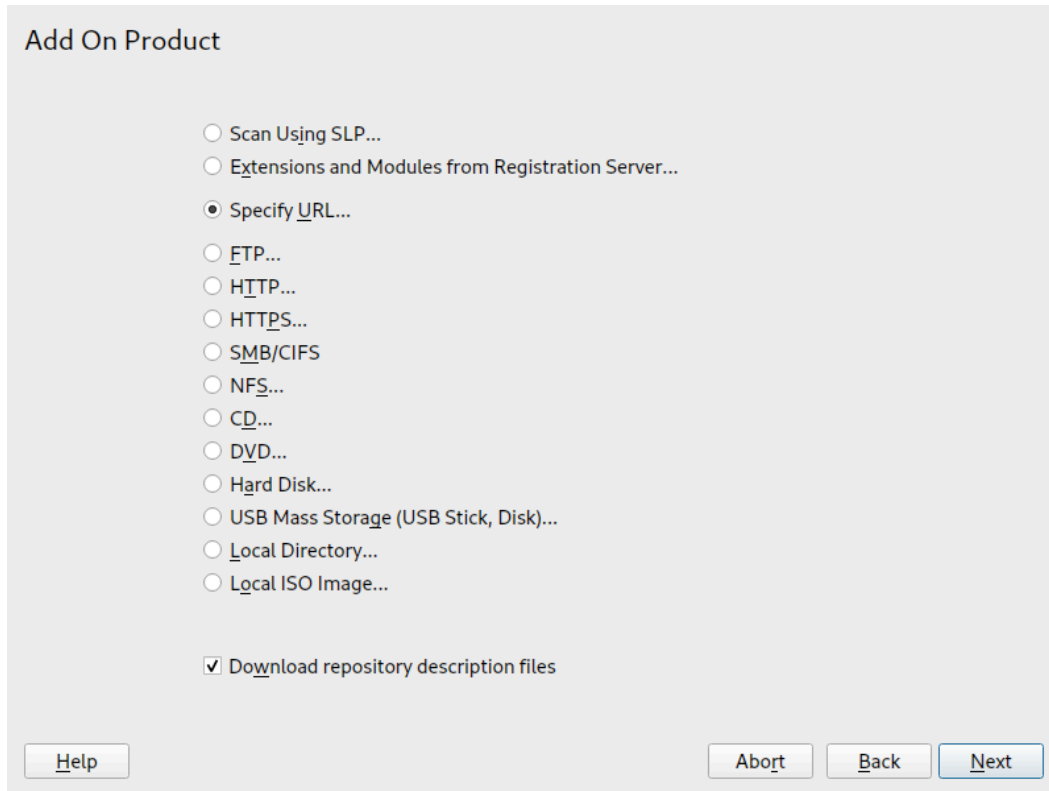 Add On Product
Scan Using SLP...
Extensions and Modules from Registration Server...
Specify URL...
FTP...
HTTP...
HTTPS...
SMB/CIFS
NFS...
CD...
DVD...
Hard Disk...
USB Mass Storage (USB Stick, Disk)...
Local Directory...
Local ISO Image...
Download repository description files
Help Abort Back Next